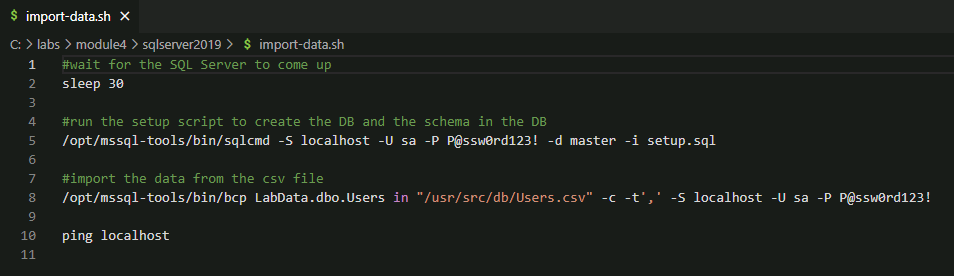 $ import-data.sh ×
C: > labs > module4 > sqlserver2019 > $ import-data.sh
1 #wait for the SQL Server to come up
2 sleep 30
3
4 #run the setup script to create the DB and the schema in the DB
5 /opt/mssql-tools/bin/sqlcmd -S localhost -U sa -P P@ssw0rd123! -d master -i setup.sql
6
7 #import the data from the csv file
8 /opt/mssql-tools/bin/bcp LabData.dbo.Users in "/usr/src/db/Users.csv" -c -t',' -S localhost -U sa -P P@ssw0rd123!
9
10 ping localhost
11